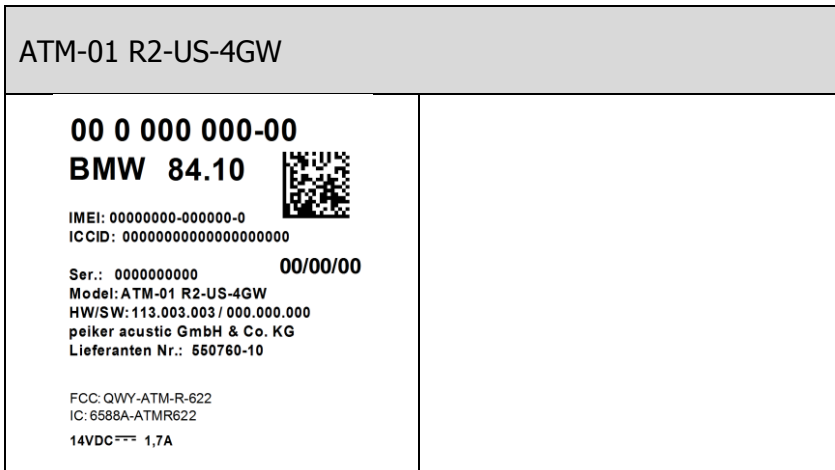 ATM-01 R2-US-4GW
00 0 000 000-00
BMW 84.10
IMEI: 00000000-000000-0
ICCID: 00000000000000000000
00/00/00
Ser.: 0000000000
Model: ATM-01 R2-US-4GW
HW/SW: 113.003.003 / 000.000.000
peiker acustic GmbH & Co. KG
Lieferanten Nr.: 550760-10
FCC: QWY-ATM-R-622
IC: 6588A-ATMR622
14VDC⎓ 1,7A